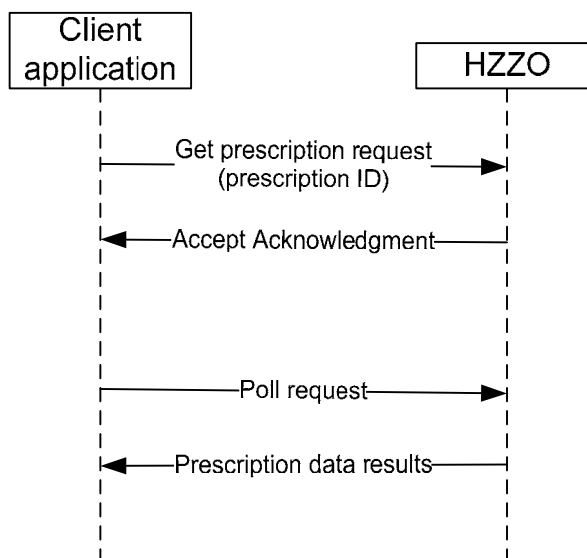 Client
application
HZZO
Get prescription request
(prescription ID)
Accept Acknowledgment
Poll request
Prescription data results